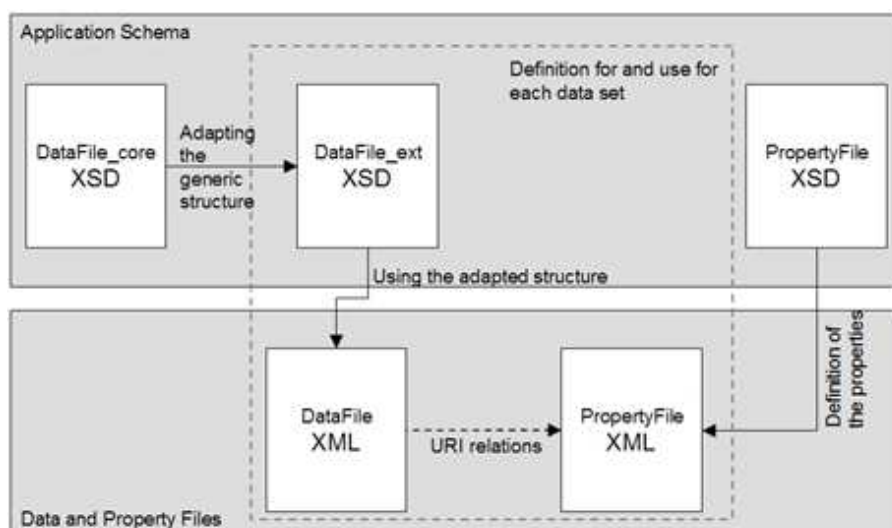 Application Schema
Definition for and use for
each data set
DataFile_core
XSD
Adapting
the
generic
structure
DataFile_ext
XSD
PropertyFile
XSD
Using the adapted structure
Definition of
the properties
DataFile
XML
URI relations
PropertyFile
XML
Data and Property Files